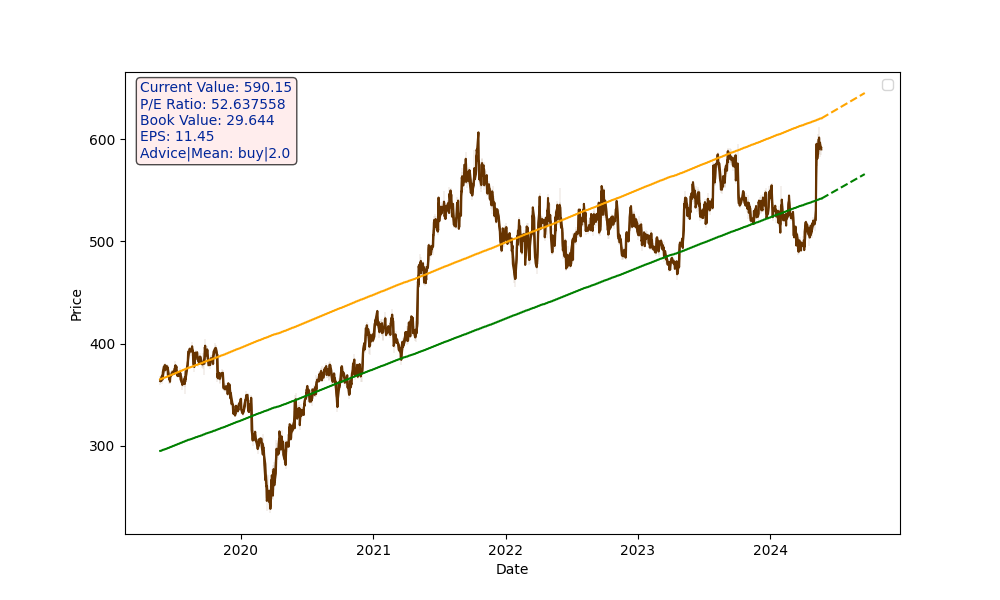 Current Value: 590.15
P/E Ratio: 52.637558
Book Value: 29.644
EPS: 11.45
Advice|Mean: buy|2.0
600
500
400
300
Price
2020 2021 2022 2023 2024
Date